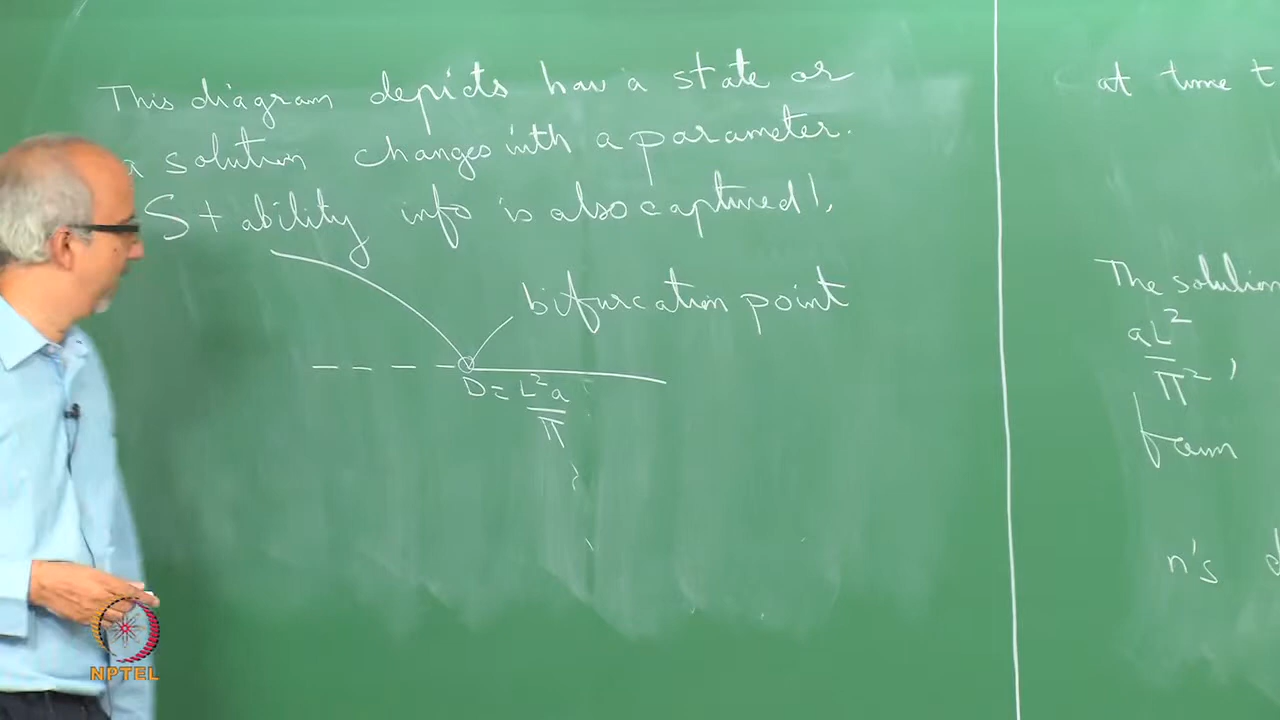 This diagram depicts how a state or
a solution changes with a parameter.
Stability info is also captured!.
bifurcation point
D = L²a/π
at time t
The solution
aL²/π²,
from
n's
NPTEL